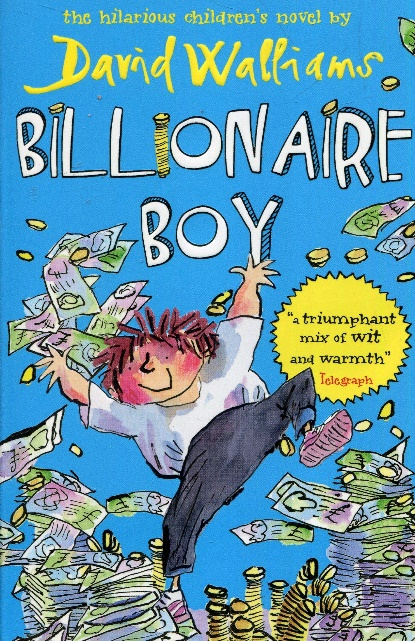 the hilarious children's novel by
David Walliams
BILLIONAIRE
BOY
"a triumphant
mix of wit
and warmth"
Telegraph